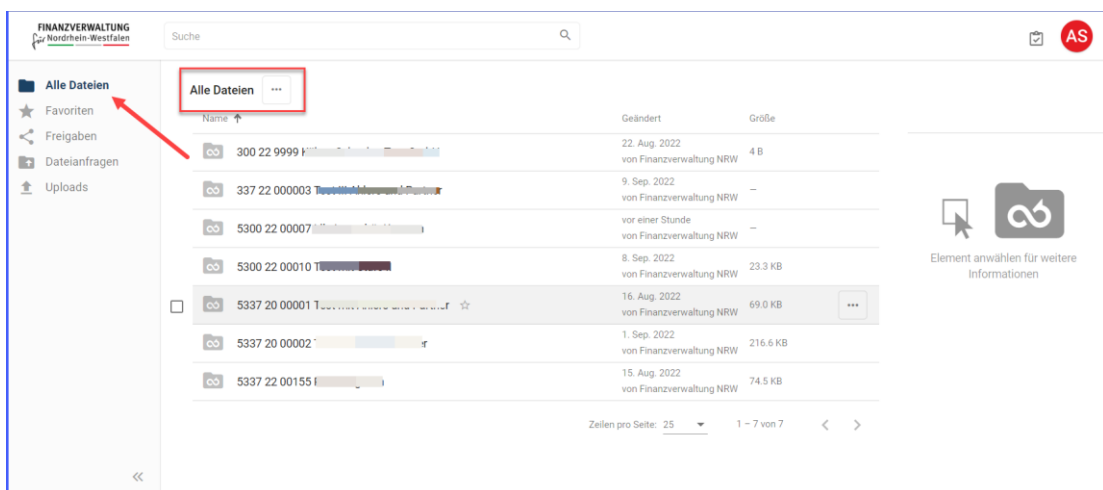 FINANZVERWALTUNG
für Nordrhein-Westfalen
Suche
AS
Alle Dateien
Favoriten
Freigaben
Dateianfragen
Uploads
Alle Dateien ...
Name Geändert Größe
300 22 9999
22. Aug. 2022
von Finanzverwaltung NRW
4 B
337 22 000003
9. Sep. 2022
von Finanzverwaltung NRW
–
5300 22 00007
vor einer Stunde
von Finanzverwaltung NRW
–
5300 22 00010
8. Sep. 2022
von Finanzverwaltung NRW
23.3 KB
5337 20 00001
16. Aug. 2022
von Finanzverwaltung NRW
69.0 KB
...
5337 20 00002
1. Sep. 2022
von Finanzverwaltung NRW
216.6 KB
5337 22 00155
15. Aug. 2022
von Finanzverwaltung NRW
74.5 KB
Zeilen pro Seite: 25 1 – 7 von 7
Element anwählen für weitere
Informationen